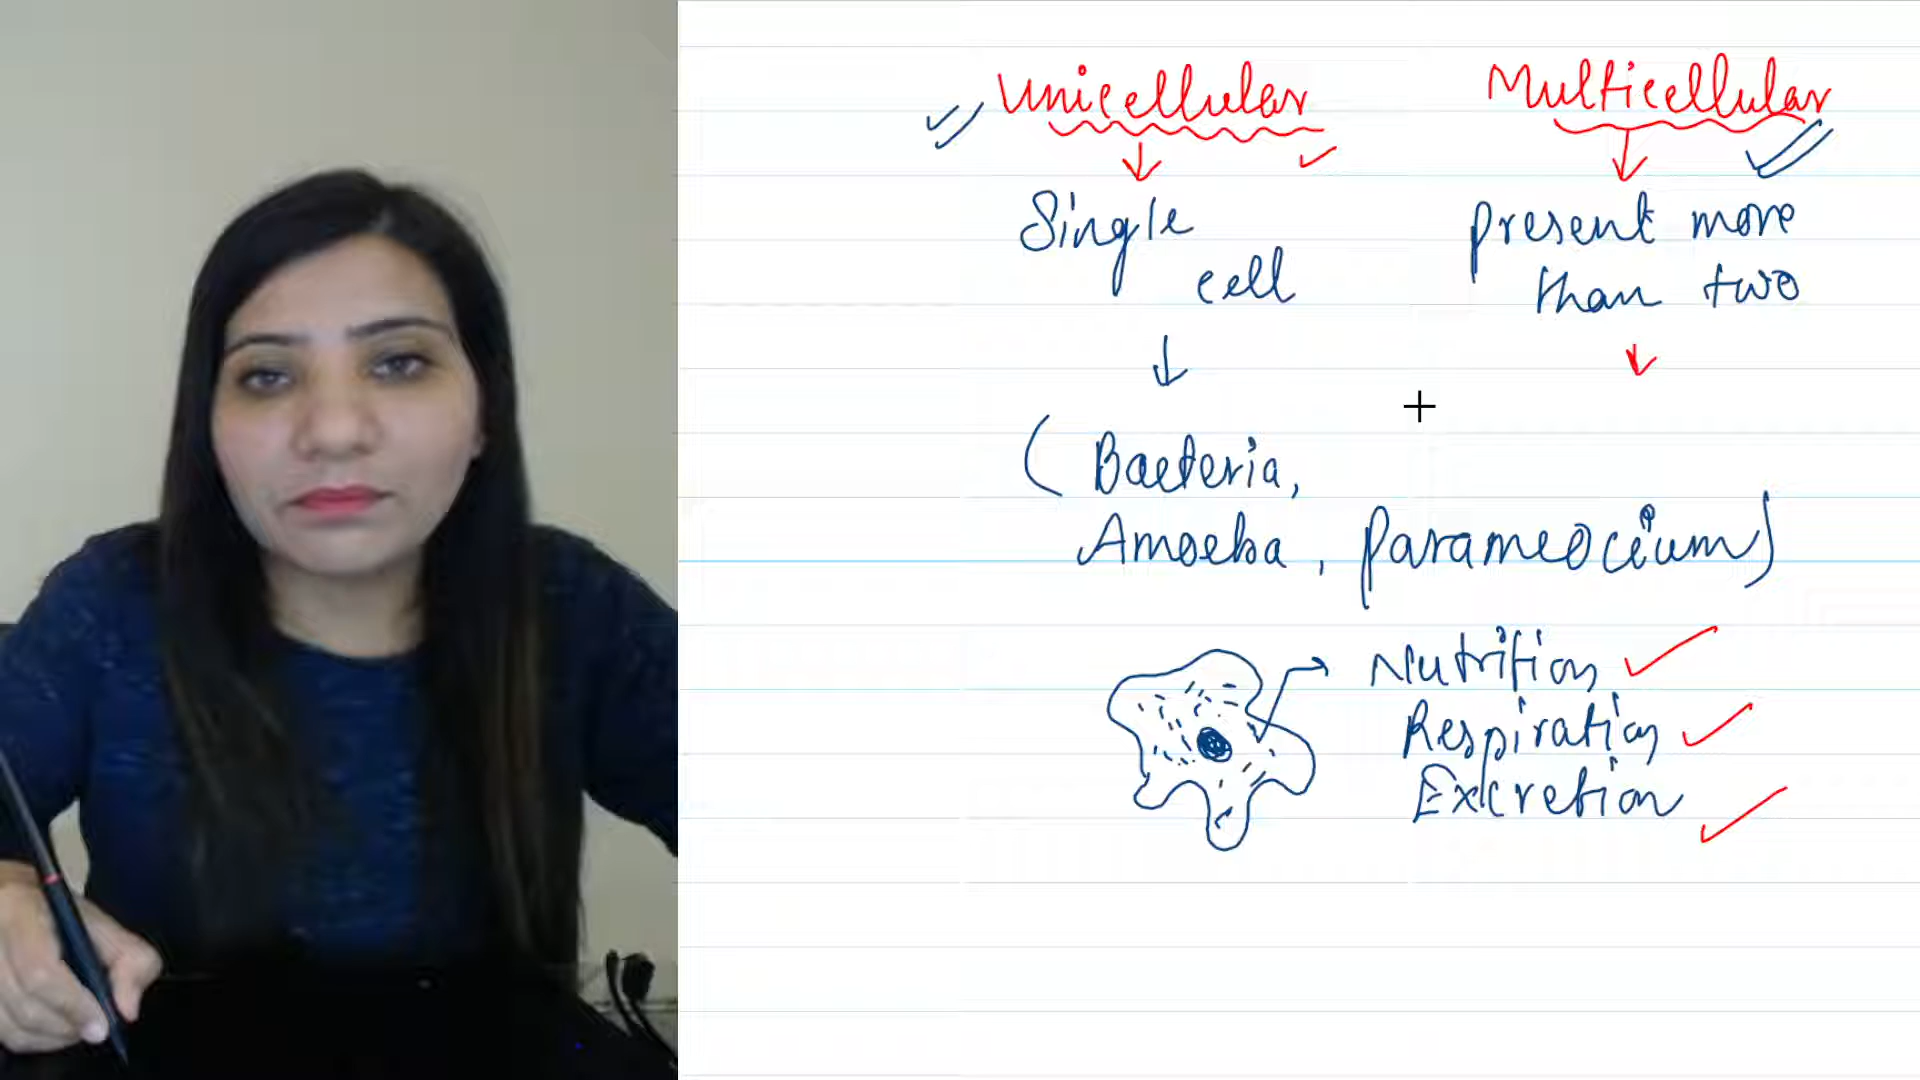 Unicellular
Multicellular
Single
cell
present more
than two
(Bacteria,
Amoeba, Parameocium)
Nutrition
Respiration
Excretion